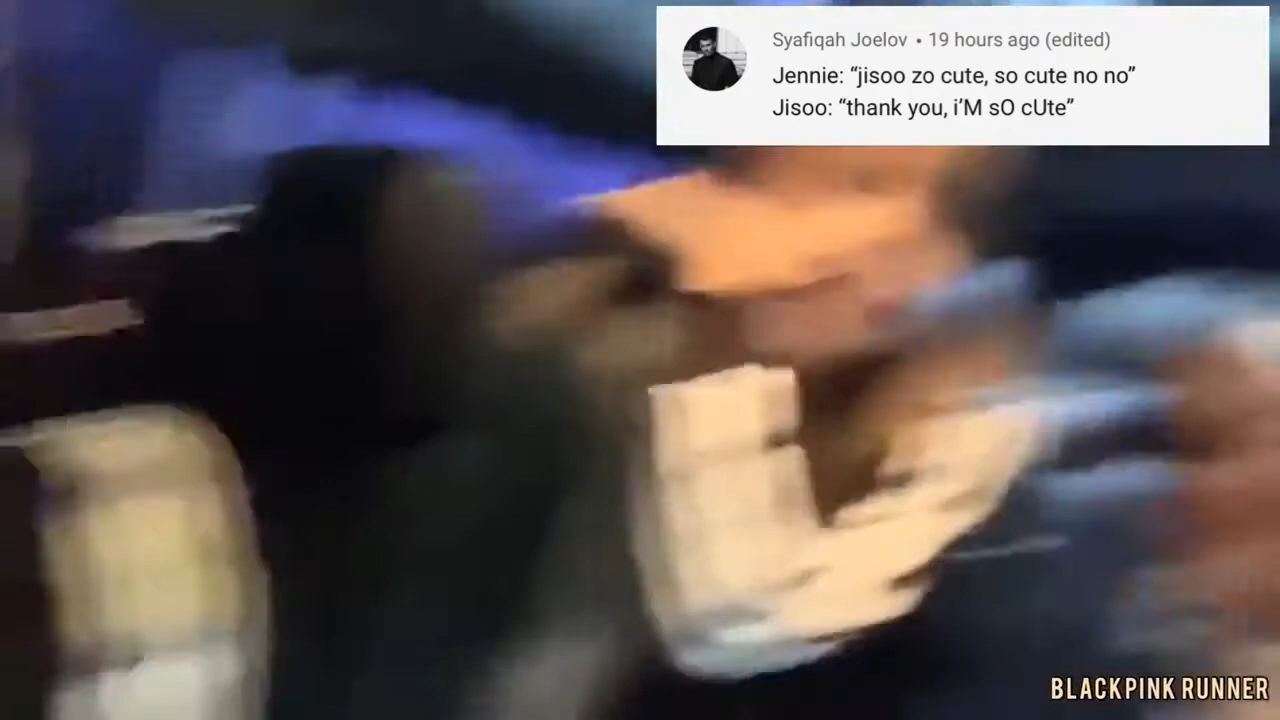 Syafiqah Joelov • 19 hours ago (edited)
Jennie: “jisoo zo cute, so cute no no”
Jisoo: “thank you, i’M sO cUte”
BLACKPINK RUNNER